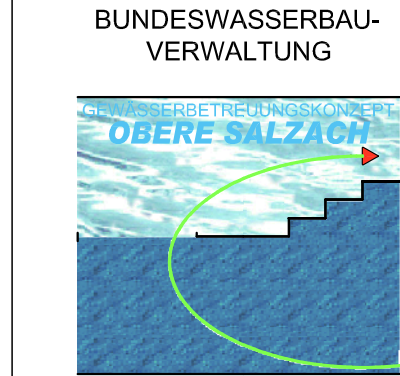 BUNDESWASSERBAU-
VERWALTUNG
GEWÄSSERBETREUUNGSKONZEPT
OBERE SALZACH